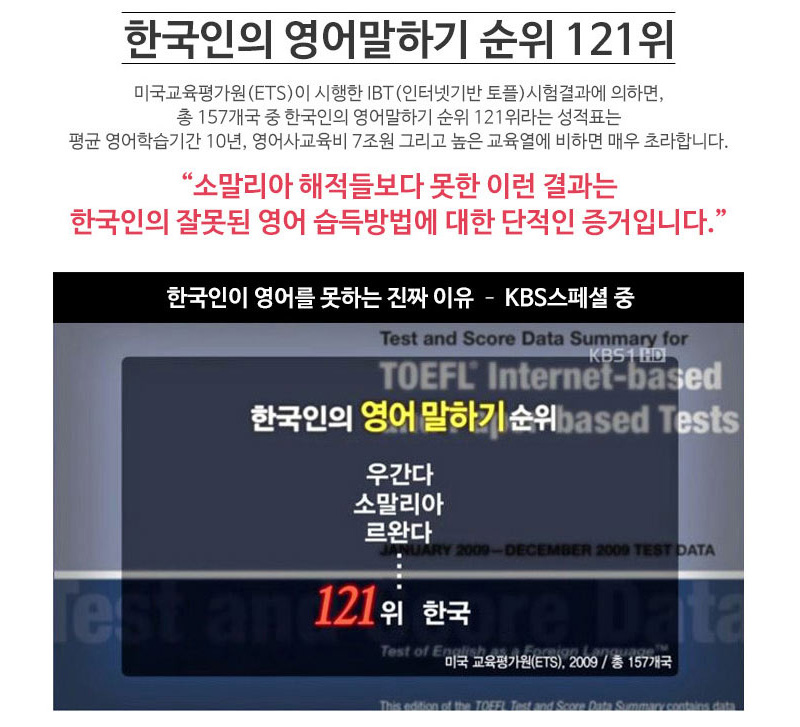 한국인의 영어말하기 순위 121위
미국교육평가원(ETS)이 시행한 IBT(인터넷기반 토플)시험결과에 의하면,
총 157개국 중 한국인의 영어말하기 순위 121위라는 성적표는
평균 영어학습기간 10년, 영어사교육비 7조원 그리고 높은 교육열에 비하면 매우 초라합니다.
“소말리아 해적들보다 못한 이런 결과는
한국인의 잘못된 영어 습득방법에 대한 단적인 증거입니다.”
한국인이 영어를 못하는 진짜 이유 - KBS스페셜 중
Test and Score Data Summary for
KBS1 HD
TOEFL® Internet-based
한국인의 영어 말하기 순위
based Tests
우간다
소말리아
르완다
JANUARY 2009—DECEMBER 2009 TEST DATA
121위 한국
Test and Score Data
Test of English as a Foreign Language™
미국 교육평가원(ETS), 2009 / 총 157개국
This edition of the TOEFL Test and Score Data Summary contains data